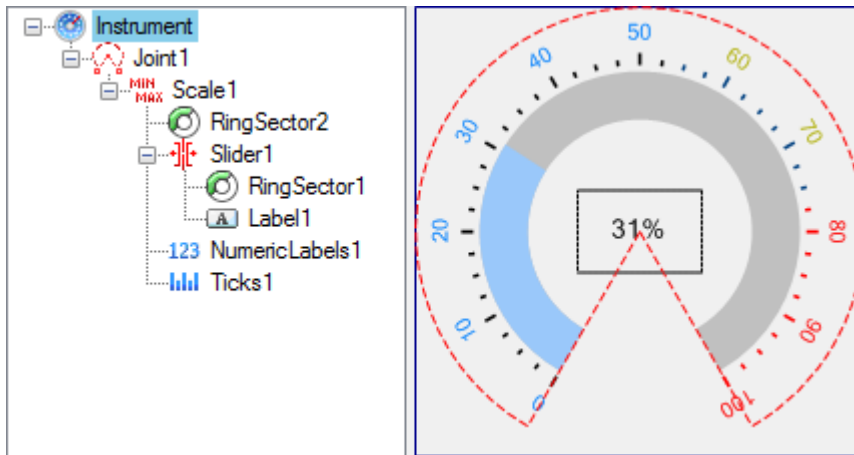 Instrument
Joint1
MIN
MAX Scale1
RingSector2
Slider1
RingSector1
A Label1
123 NumericLabels1
Ticks1
50
40
60
30
70
31%
20
80
10
90
0
100